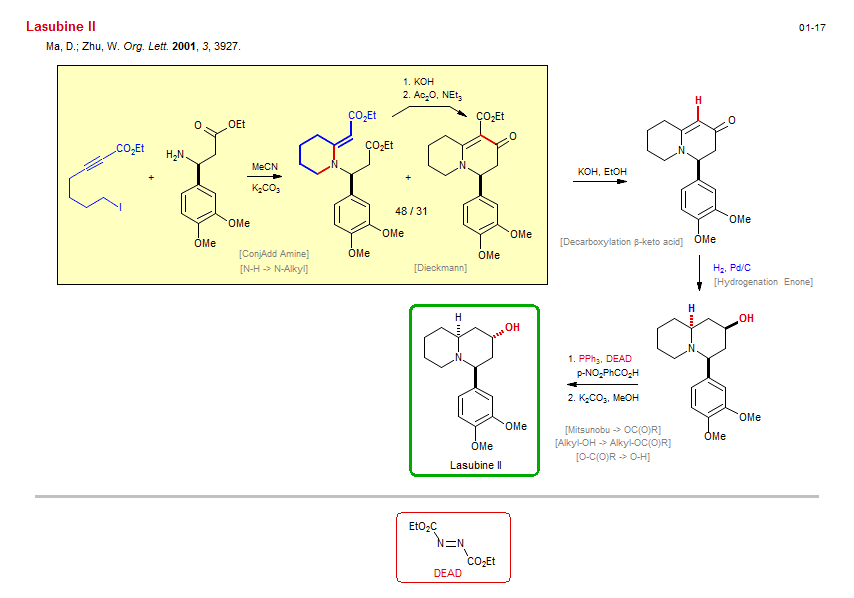 Lasubine II
01-17
Ma, D.; Zhu, W. Org. Lett. 2001, 3, 3927.
CO₂Et
I
+
O
OEt
H₂N
OMe
OMe
MeCN
K₂CO₃
CO₂Et
CO₂Et
N
OMe
OMe
[ConjAdd Amine]
[N-H -> N-Alkyl]
1. KOH
2. Ac₂O, NEt₃
+
48 / 31
CO₂Et
O
N
OMe
OMe
[Dieckmann]
KOH, EtOH
[Decarboxylation β-keto acid]
H
O
N
OMe
OMe
H₂, Pd/C
[Hydrogenation Enone]
H
OH
N
OMe
OMe
1. PPh₃, DEAD
p-NO₂PhCO₂H
2. K₂CO₃, MeOH
[Mitsunobu -> OC(O)R]
[Alkyl-OH -> Alkyl-OC(O)R]
[O-C(O)R -> O-H]
H
OH
N
OMe
OMe
Lasubine II
EtO₂C
N=N
CO₂Et
DEAD